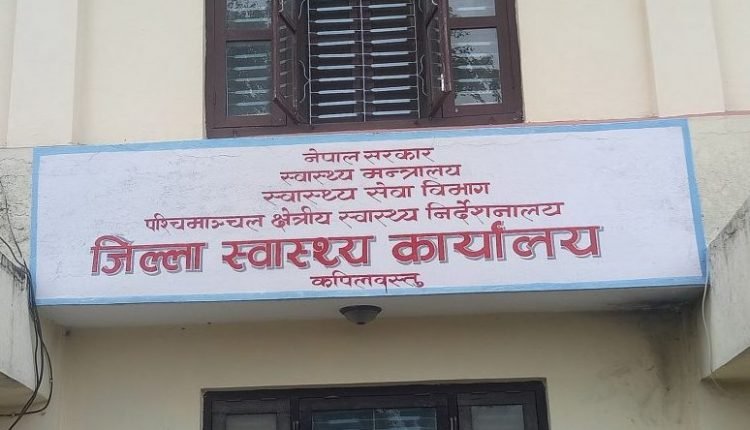 नेपाल सरकार
स्वास्थ्य मन्त्रालय
स्वास्थ्य सेवा विभाग
पश्चिमाञ्चल क्षेत्रीय स्वास्थ्य निर्देशनालय
जिल्ला स्वास्थ्य कार्यालय
कपिलवस्तु